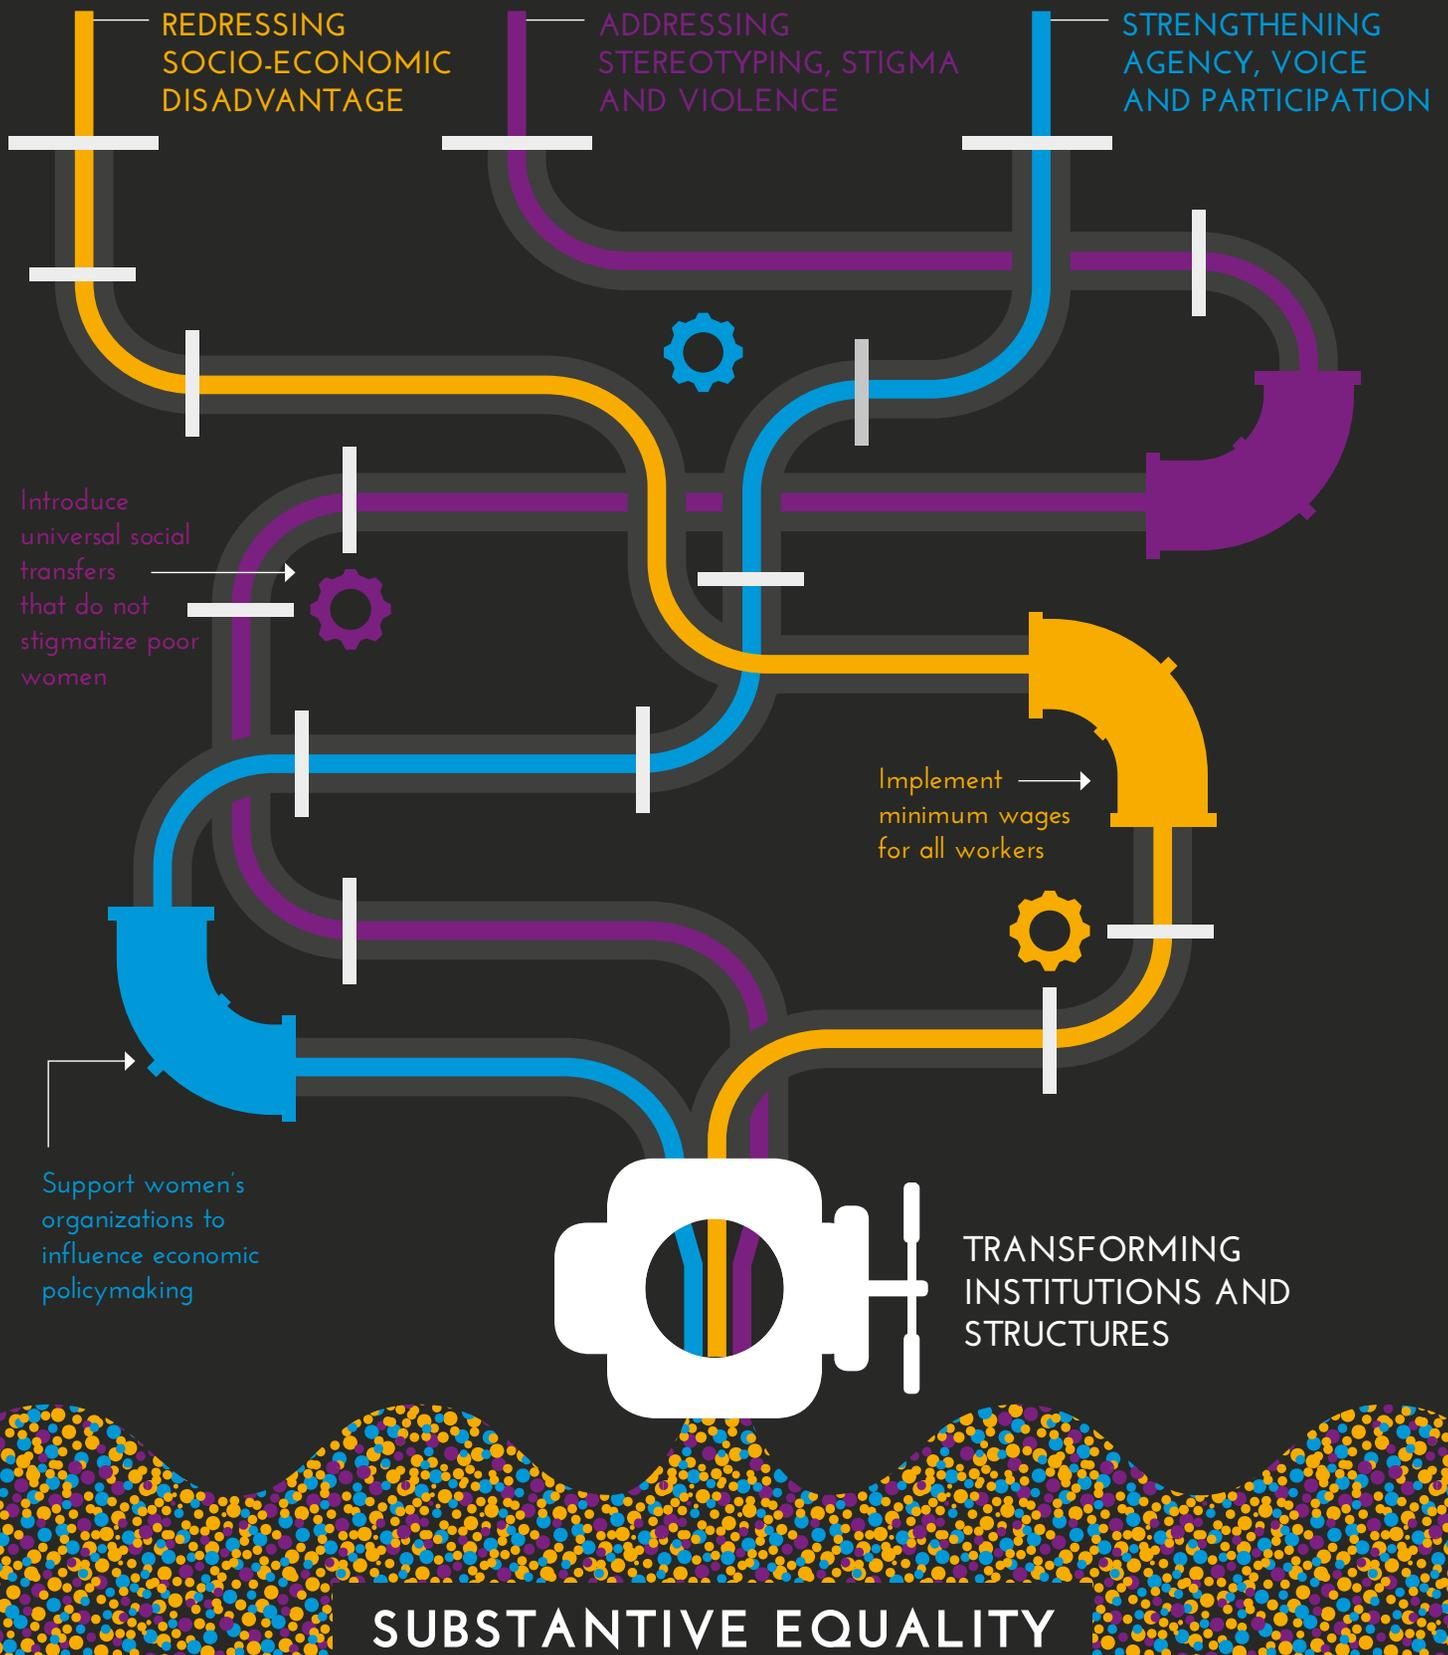 REDRESSING
SOCIO-ECONOMIC
DISADVANTAGE
ADDRESSING
STEREOTYPING, STIGMA
AND VIOLENCE
STRENGTHENING
AGENCY, VOICE
AND PARTICIPATION
Introduce
universal social
transfers
that do not
stigmatize poor
women
Implement
minimum wages
for all workers
Support women's
organizations to
influence economic
policymaking
TRANSFORMING
INSTITUTIONS AND
STRUCTURES
SUBSTANTIVE EQUALITY